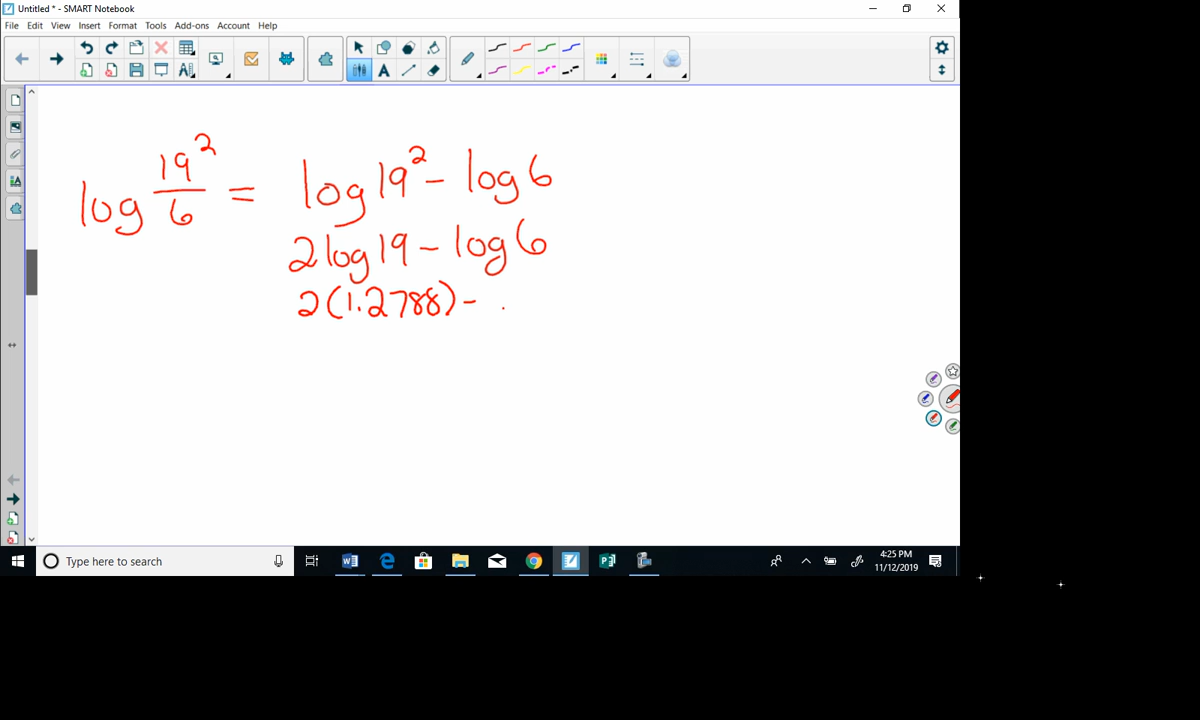 Untitled * - SMART Notebook
File Edit View Insert Format Tools Add-ons Account Help
log 19²/6 = log 19² - log 6
2 log 19 - log 6
2(1.2788) - .
Type here to search
4:25 PM
11/12/2019